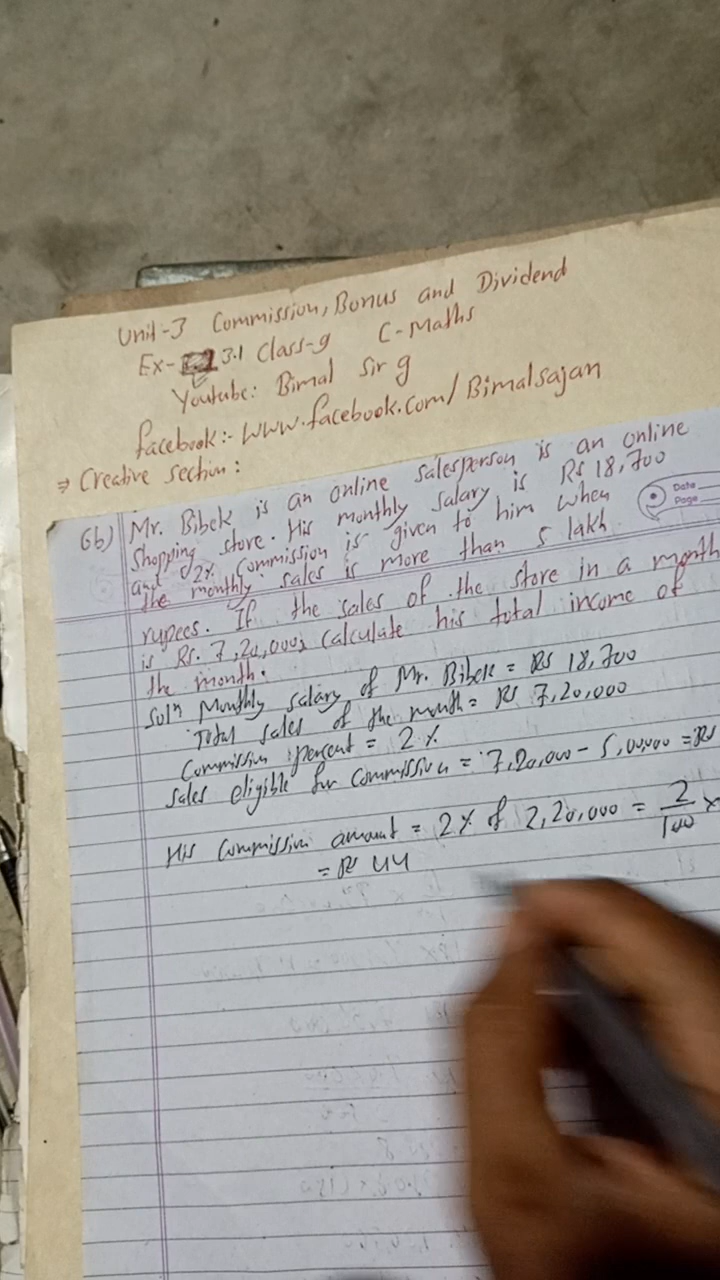 Unit-3 Commission, Bonus and Dividend
Ex- 3.1 Class-9 C-Maths
Youtube: Bimal Sir g
facebook:- www.facebook.com/Bimalsajan
⇒ Creative section:
Date
Page
6b) Mr. Bibek is an online salesperson is an online
Shopping store. His monthly salary is Rs 18,700
and 2% commission is given to him when
the monthly sales is more than 5 lakh
rupees. If the sales of the store in a month
is Rs. 7,20,000, calculate his total income of
the month.
Solⁿ Monthly salary of Mr. Bibek = Rs 18,700
Total sales of the month = Rs 7,20,000
Commission percent = 2%
Sales eligible for commission = 7,20,000 - 5,00,000 = Rs
His Commission amount = 2% of 2,20,000 = 2/100 ×
= Rs 44